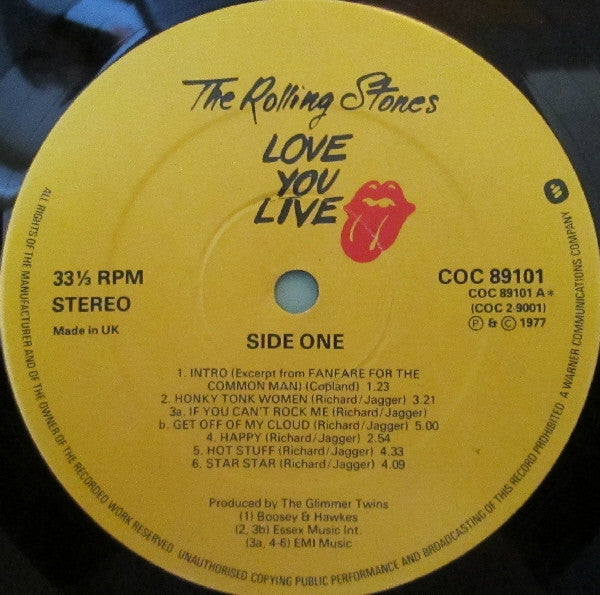 The Rolling Stones
LOVE
YOU
LIVE
33⅓ RPM
STEREO
Made in UK
COC 89101
COC 89101 A*
(COC 2-9001)
Ⓟ & © 1977
SIDE ONE
1. INTRO (Excerpt from FANFARE FOR THE
COMMON MAN) (Copland) 1.23
2. HONKY TONK WOMEN (Richard/Jagger) 3.21
3a. IF YOU CAN'T ROCK ME (Richard/Jagger)
b. GET OFF OF MY CLOUD (Richard/Jagger) 5.00
4. HAPPY (Richard/Jagger) 2.54
5. HOT STUFF (Richard/Jagger) 4.33
6. STAR STAR (Richard/Jagger) 4.09
Produced by The Glimmer Twins
(1) Boosey & Hawkes
(2, 3b) Essex Music Int.
(3a, 4-6) EMI Music
ALL RIGHTS OF THE MANUFACTURER AND OF THE OWNER OF THE RECORDED WORK RESERVED. UNAUTHORISED COPYING PUBLIC PERFORMANCE AND BROADCASTING OF THIS RECORD PROHIBITED A WARNER COMMUNICATIONS COMPANY